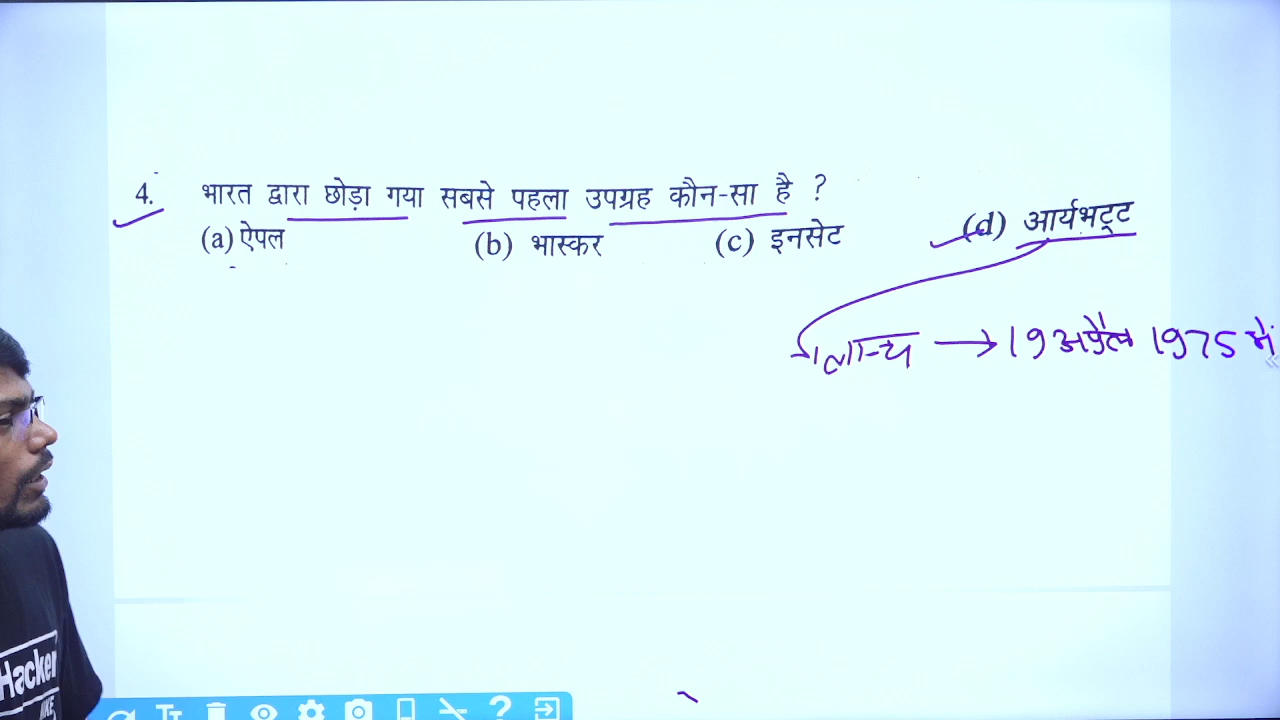 4. भारत द्वारा छोड़ा गया सबसे पहला उपग्रह कौन-सा है ?
(a) ऐपल (b) भास्कर (c) इनसेट (d) आर्यभट्ट
लान्च → 19 अप्रैल 1975 में
Hacker